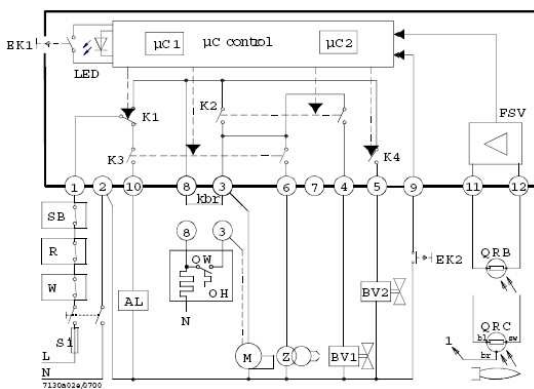 µC1 µC control µC2
EK1
LED
K1 K2 FSV
K3 K4
1 2 10 8 3 6 7 4 5 9 11 12
kbr
SB
R
W
8 3
OW
OH
N
EK2
QRB
AL
BV2
S1
M Z BV1
QRC
bl sw
1 br
L
N
7130a02e/0700